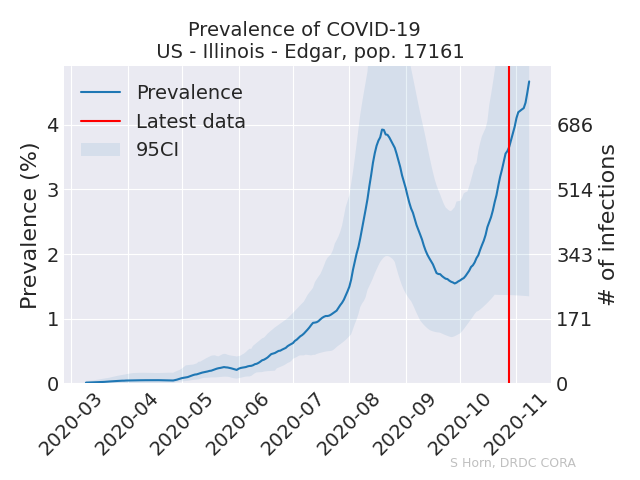 Prevalence of COVID-19
US - Illinois - Edgar, pop. 17161
Prevalence
Latest data
95CI
Prevalence (%)
4
3
2
1
0
686
514
343
171
0
# of infections
2020-03
2020-04
2020-05
2020-06
2020-07
2020-08
2020-09
2020-10
2020-11
S Horn, DRDC CORA